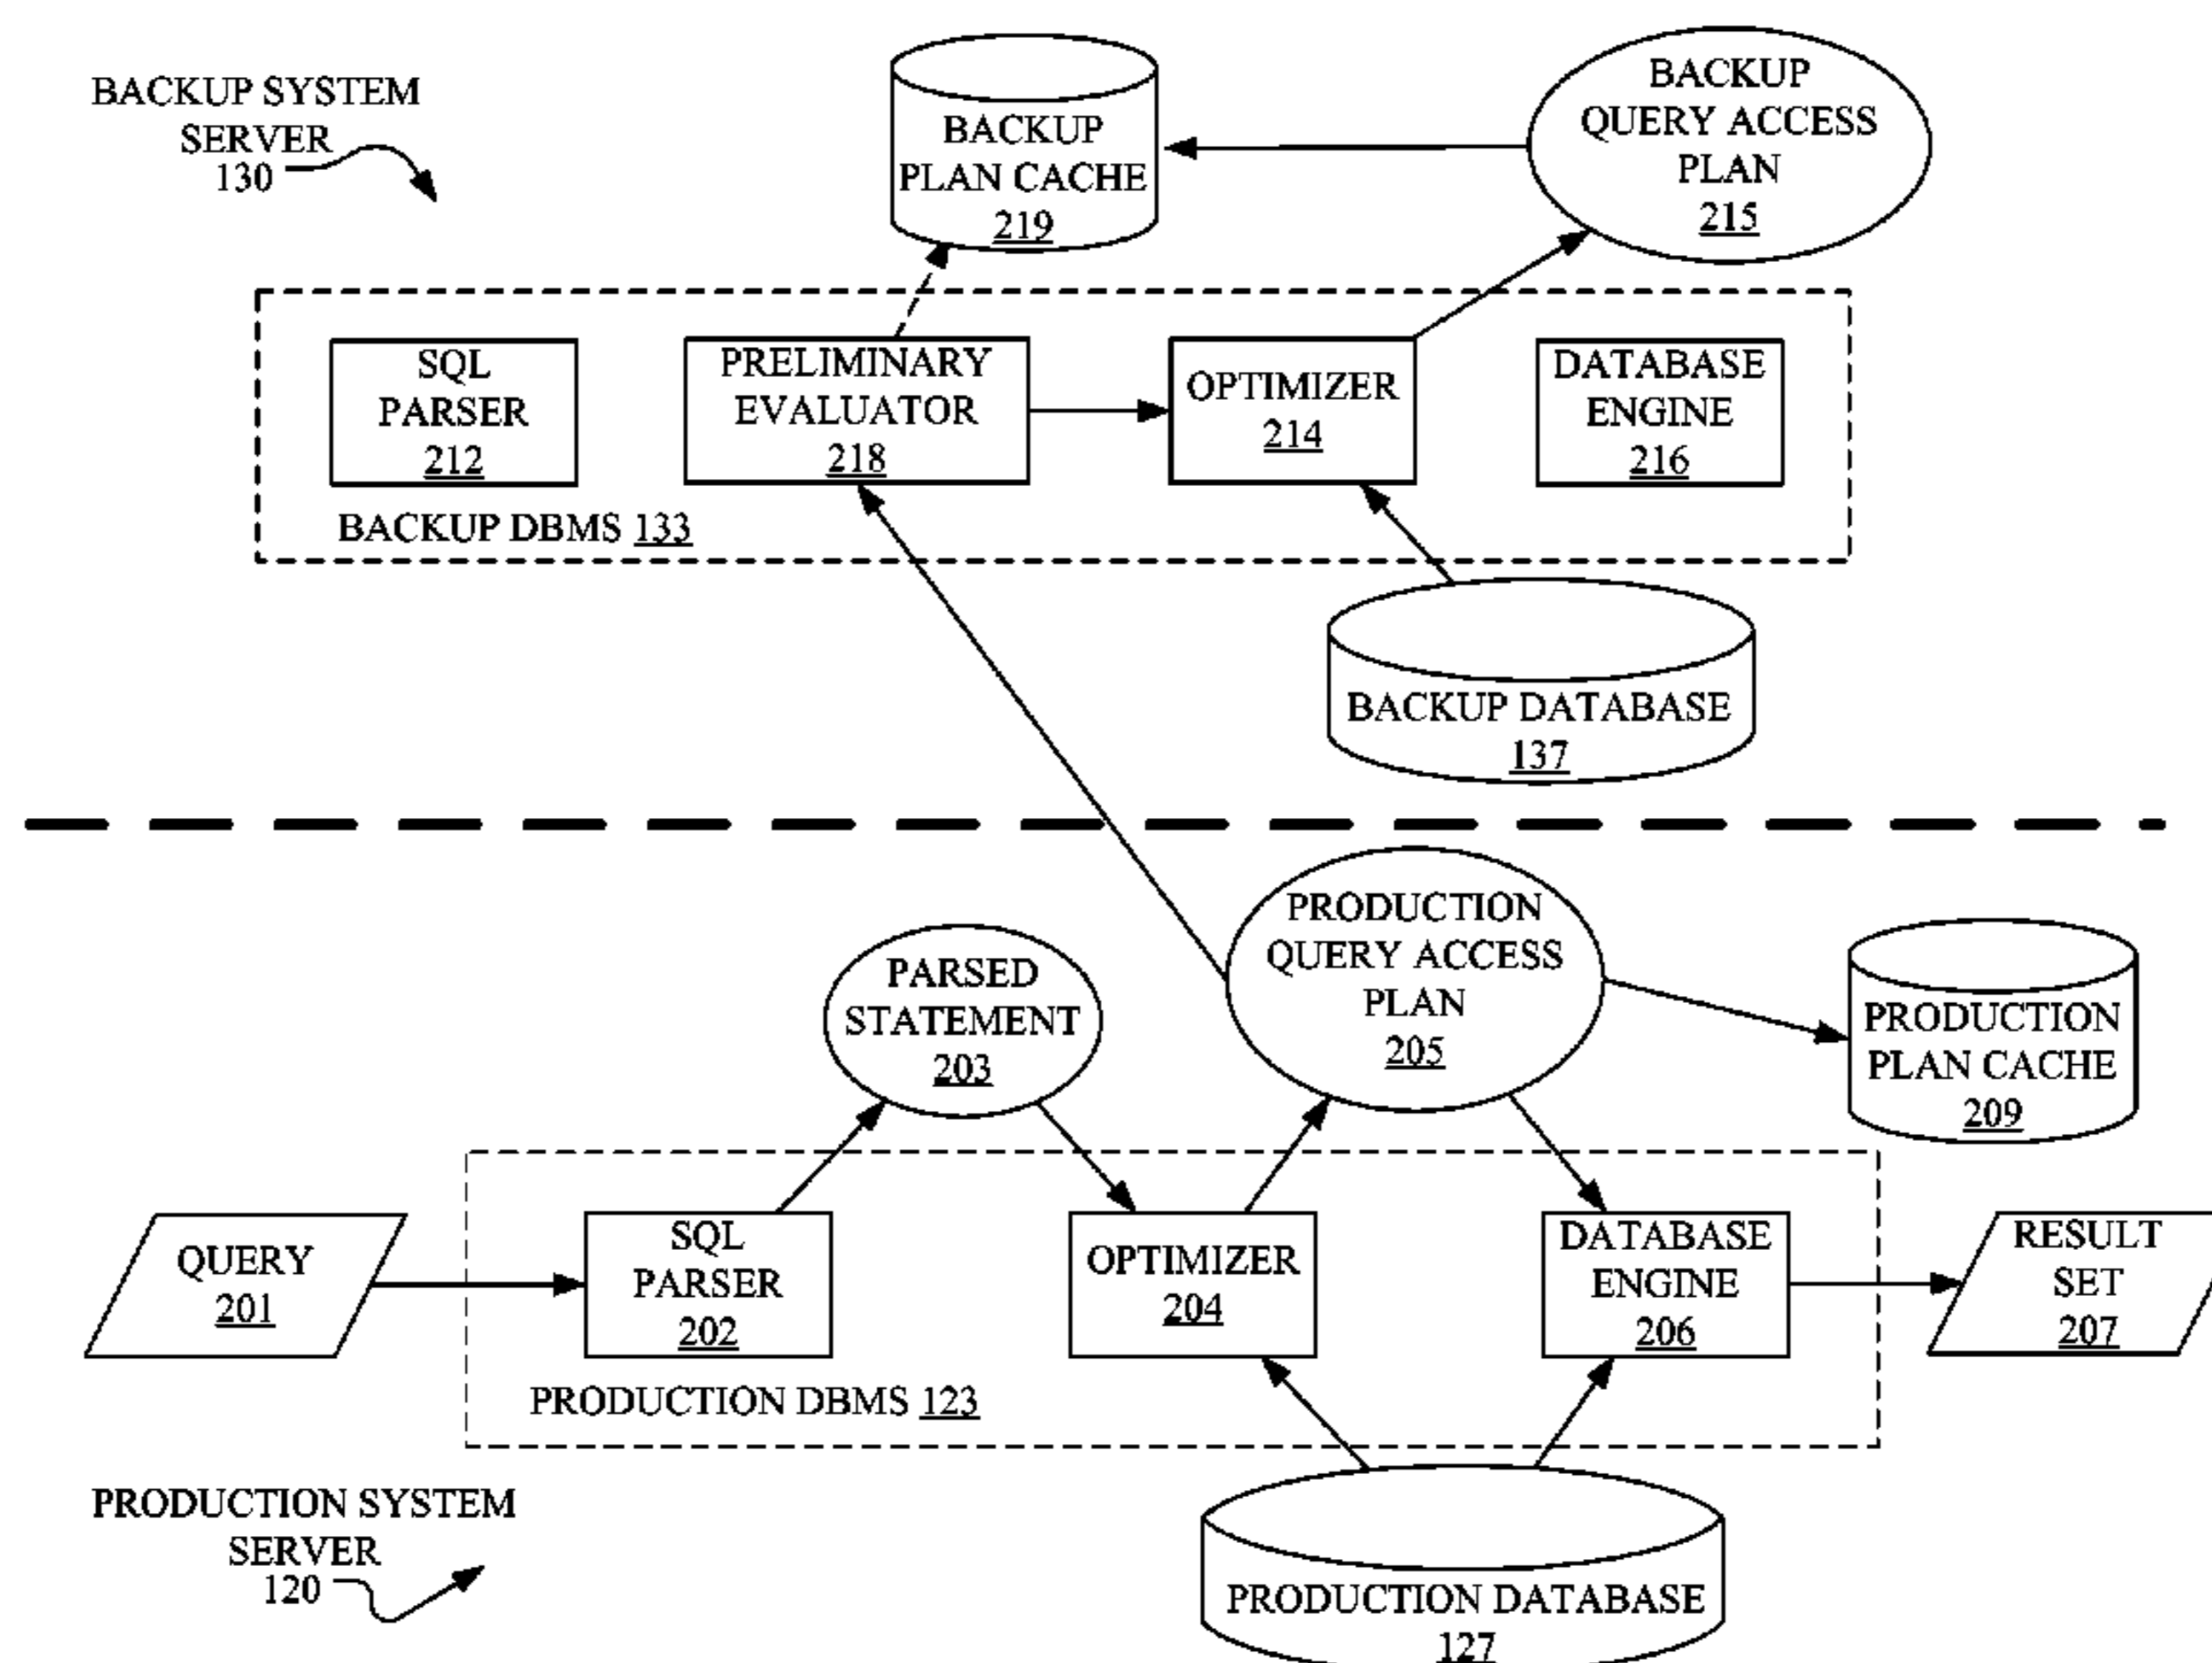 BACKUP SYSTEM
SERVER
130
BACKUP
PLAN CACHE
219
BACKUP
QUERY ACCESS
PLAN
215
SQL
PARSER
212
PRELIMINARY
EVALUATOR
218
OPTIMIZER
214
DATABASE
ENGINE
216
BACKUP DBMS 133
BACKUP DATABASE
137
PARSED
STATEMENT
203
PRODUCTION
QUERY ACCESS
PLAN
205
PRODUCTION
PLAN CACHE
209
QUERY
201
SQL
PARSER
202
OPTIMIZER
204
DATABASE
ENGINE
206
RESULT
SET
207
PRODUCTION DBMS 123
PRODUCTION SYSTEM
SERVER
120
PRODUCTION DATABASE
127